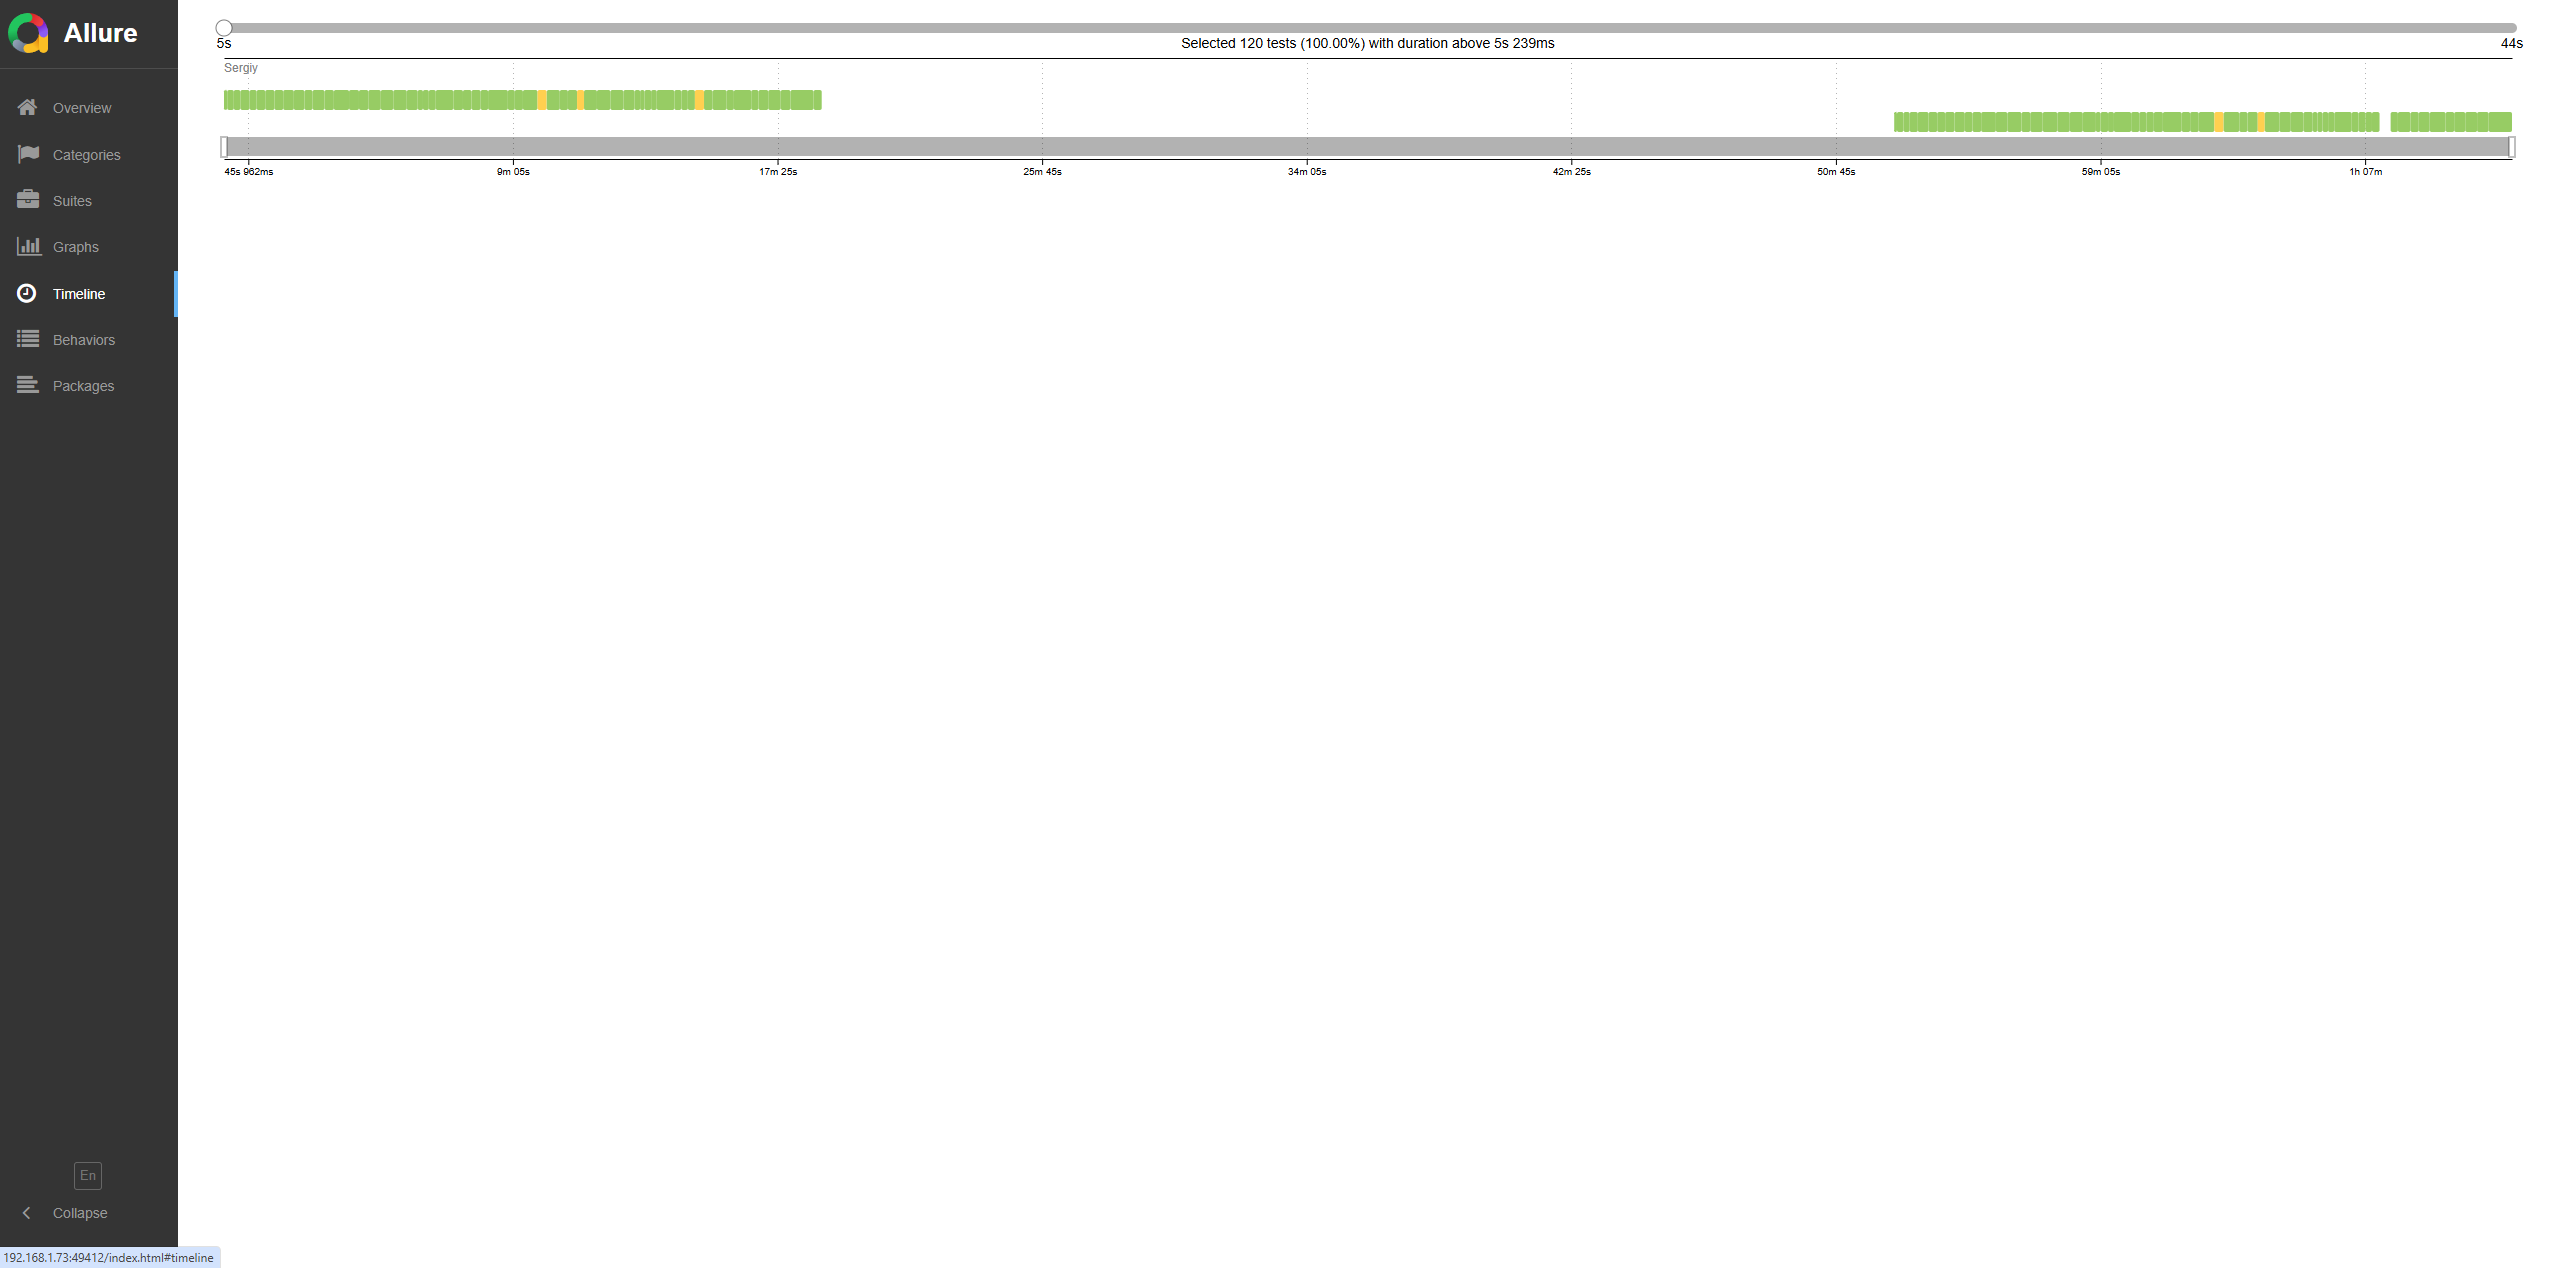 Allure
Overview
Categories
Suites
Graphs
Timeline
Behaviors
Packages
En
Collapse
192.168.1.73:49412/index.html#timeline
5s
Selected 120 tests (100.00%) with duration above 5s 239ms
44s
Sergiy
45s 962ms
9m 05s
17m 25s
25m 45s
34m 05s
42m 25s
50m 45s
59m 05s
1h 07m